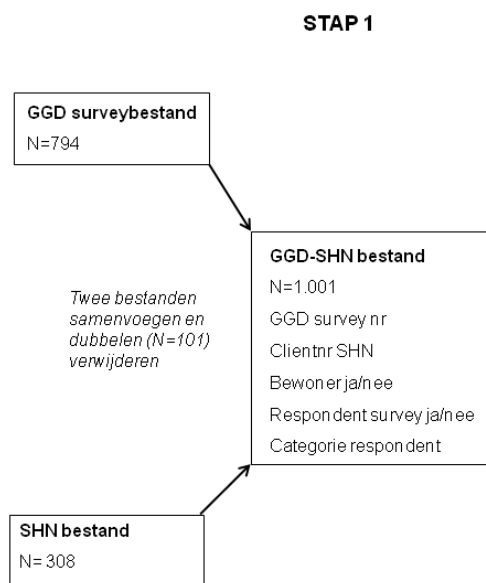 STAP 1
GGD surveybestand
N=794
GGD-SHN bestand
N=1.001
GGD survey nr
Clientnr SHN
Bewoner ja/nee
Respondent survey ja/nee
Categorie respondent
Twee bestanden
samenvoegen en
dubbelen (N=101)
verwijderen
SHN bestand
N= 308